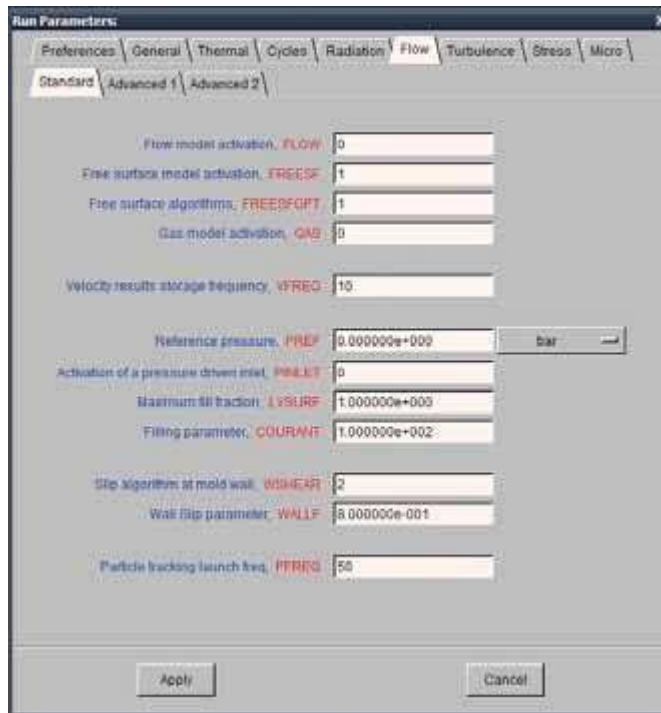 Run Parameters:
Preferences General Thermal Cycles Radiation Flow Turbulence Stress Micro
Standard Advanced 1 Advanced 2
Flow model activation, FLOW 0
Free surface model activation, FREESF 1
Free surface algorithms, FREESFOPT 1
Gas model activation, GAS 0
Velocity results storage frequency, VFREQ 10
Reference pressure, PREF 0.000000e+000 bar
Activation of a pressure driven inlet, PINLET 0
Maximum fill fraction, LVSURF 1.000000e+000
Filling parameter, COURANT 1.000000e+002
Slip algorithm at mold wall, WSHEAR 2
Wall Slip parameter, WALLF 8.000000e-001
Particle tracking launch freq, PFREQ 50
Apply Cancel